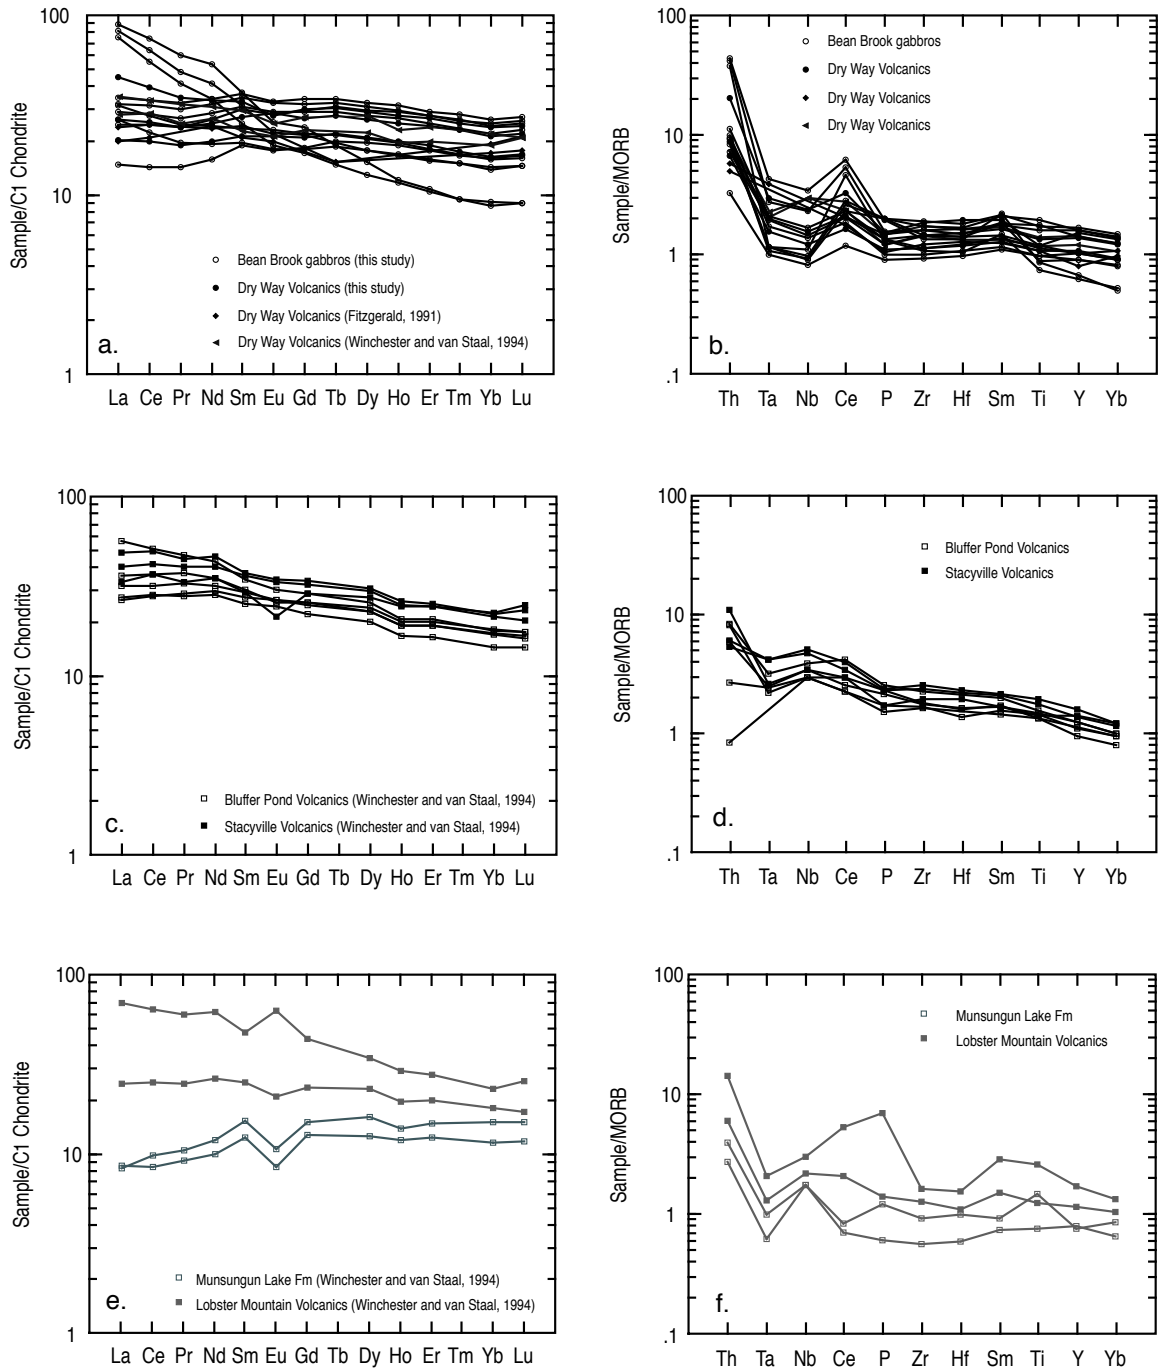 100
10
1
Sample/C1 Chondrite
Bean Brook gabbros (this study)
Dry Way Volcanics (this study)
Dry Way Volcanics (Fitzgerald, 1991)
Dry Way Volcanics (Winchester and van Staal, 1994)
a.
La Ce Pr Nd Sm Eu Gd Tb Dy Ho Er Tm Yb Lu
100
10
1
.1
Sample/MORB
Bean Brook gabbros
Dry Way Volcanics
Dry Way Volcanics
Dry Way Volcanics
b.
Th Ta Nb Ce P Zr Hf Sm Ti Y Yb
100
10
1
Sample/C1 Chondrite
Bluffer Pond Volcanics (Winchester and van Staal, 1994)
Stacyville Volcanics (Winchester and van Staal, 1994)
c.
La Ce Pr Nd Sm Eu Gd Tb Dy Ho Er Tm Yb Lu
100
10
1
.1
Sample/MORB
Bluffer Pond Volcanics
Stacyville Volcanics
d.
Th Ta Nb Ce P Zr Hf Sm Ti Y Yb
100
10
1
Sample/C1 Chondrite
Munsungun Lake Fm (Winchester and van Staal, 1994)
Lobster Mountain Volcanics (Winchester and van Staal, 1994)
e.
La Ce Pr Nd Sm Eu Gd Tb Dy Ho Er Tm Yb Lu
100
10
1
.1
Sample/MORB
Munsungun Lake Fm
Lobster Mountain Volcanics
f.
Th Ta Nb Ce P Zr Hf Sm Ti Y Yb